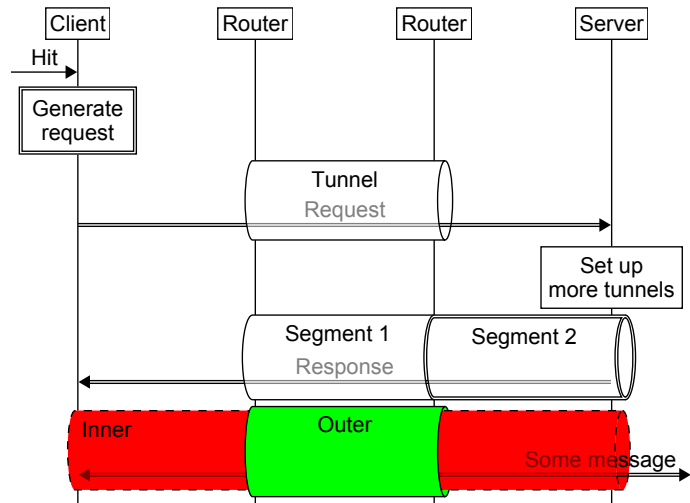 Client
Router
Router
Server
Hit
Generate
request
Tunnel
Request
Set up
more tunnels
Segment 1
Segment 2
Response
Inner
Outer
Some message